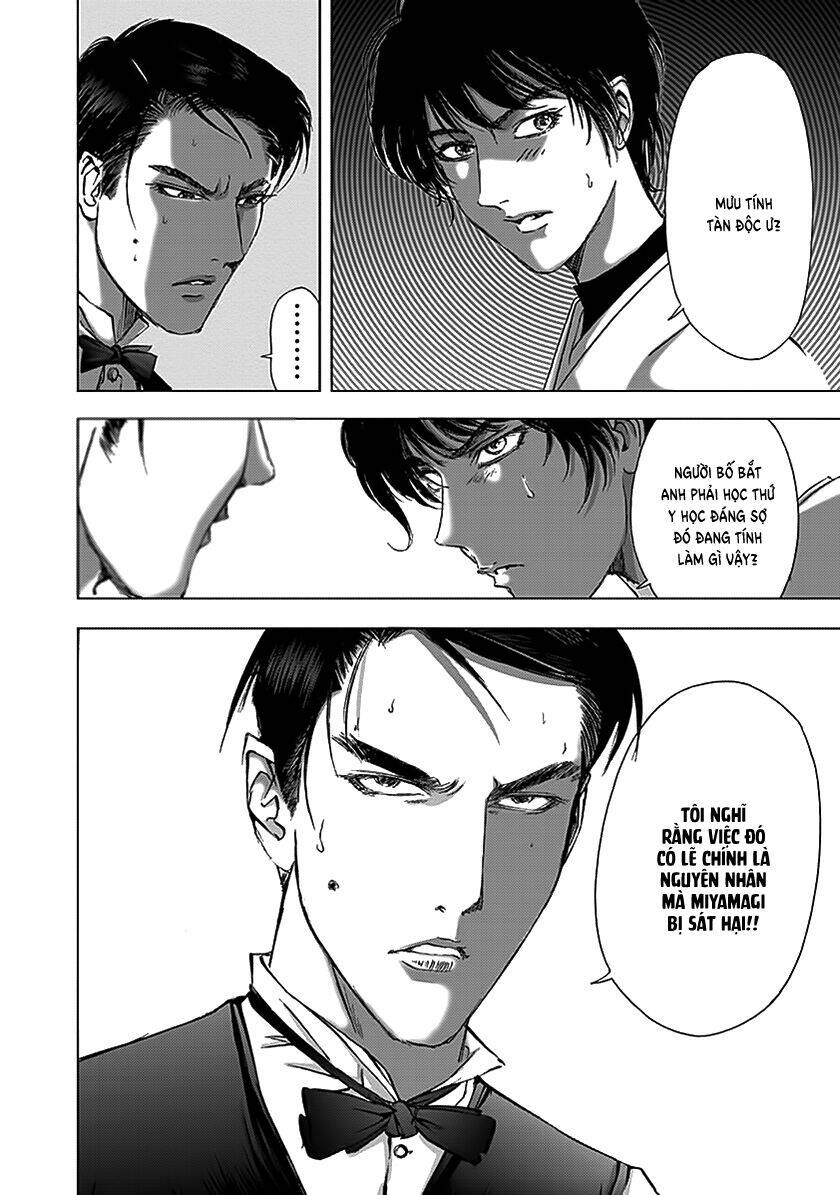 MƯU TÍNH
TÀN ĐỘC Ư?
.......
NGƯỜI BỐ BẮT
ANH PHẢI HỌC THỨ
Y HỌC ĐÁNG SỢ
ĐÓ ĐANG TÍNH
LÀM GÌ VẬY?
TÔI NGHĨ
RẰNG VIỆC ĐÓ
CÓ LẼ CHÍNH LÀ
NGUYÊN NHÂN
MÀ MIYAMAGI
BỊ SÁT HẠI!!